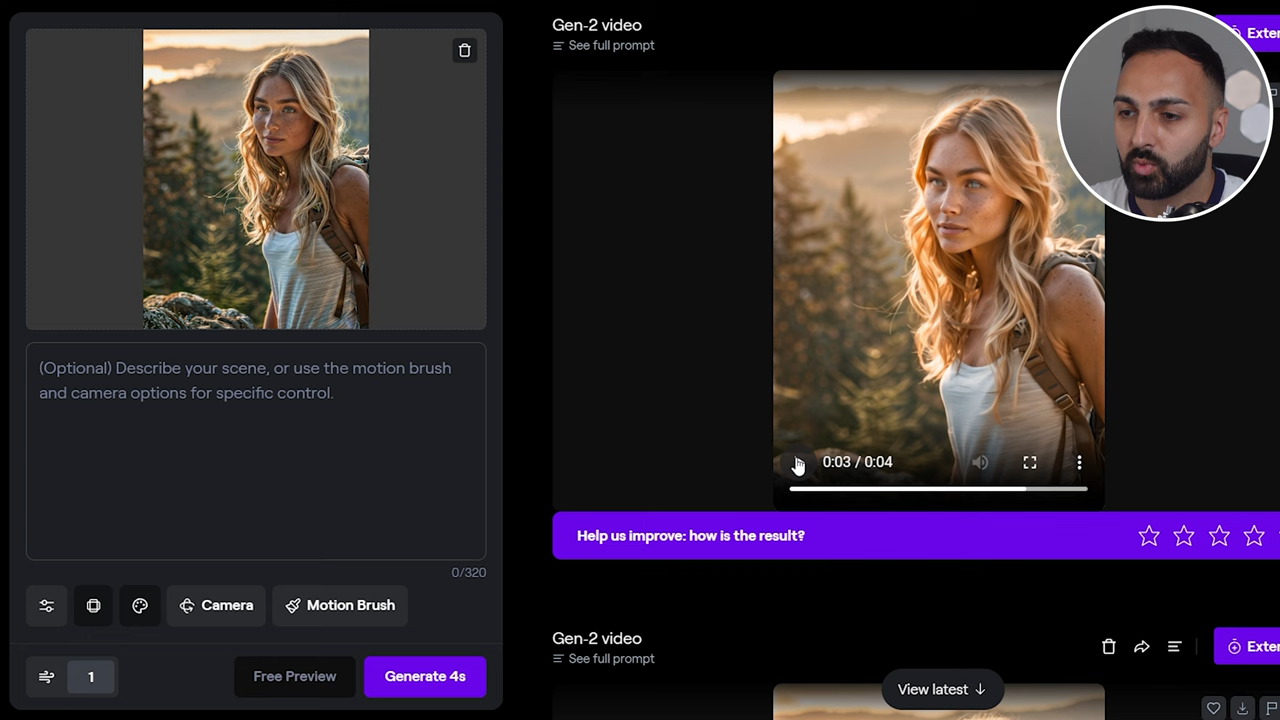 (Optional) Describe your scene, or use the motion brush
and camera options for specific control.
0/320
Camera
Motion Brush
1
Free Preview
Generate 4s
Gen-2 video
See full prompt
Exter
0:03 / 0:04
Help us improve: how is the result?
Gen-2 video
See full prompt
Exter
View latest